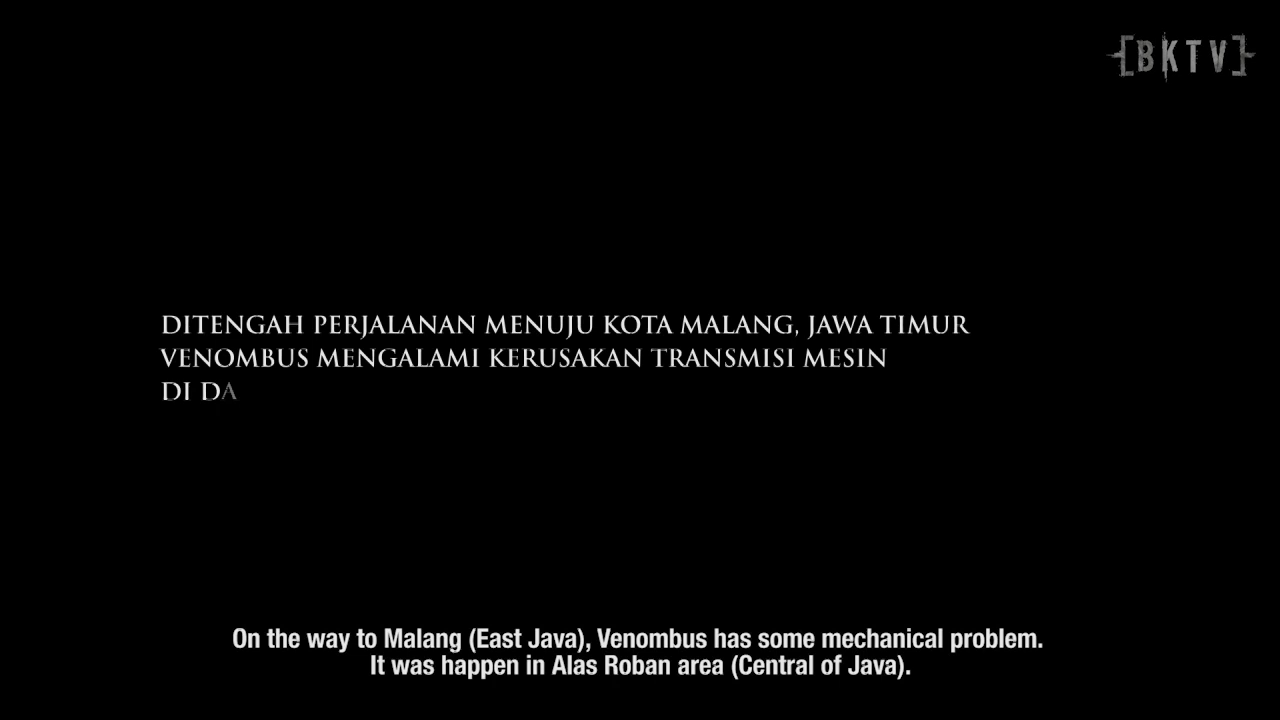 [BKTV]
DITENGAH PERJALANAN MENUJU KOTA MALANG, JAWA TIMUR
VENOMBUS MENGALAMI KERUSAKAN TRANSMISI MESIN
DI DA
On the way to Malang (East Java), Venombus has some mechanical problem.
It was happen in Alas Roban area (Central of Java).